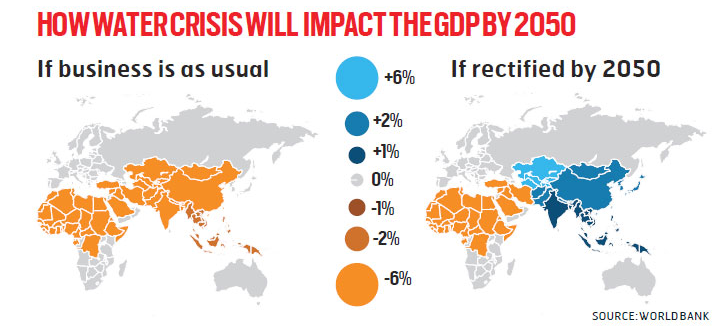 HOW WATER CRISIS WILL IMPACT THE GDP BY 2050
If business is as usual
+6%
+2%
+1%
0%
-1%
-2%
-6%
If rectified by 2050
SOURCE:WORLD BANK